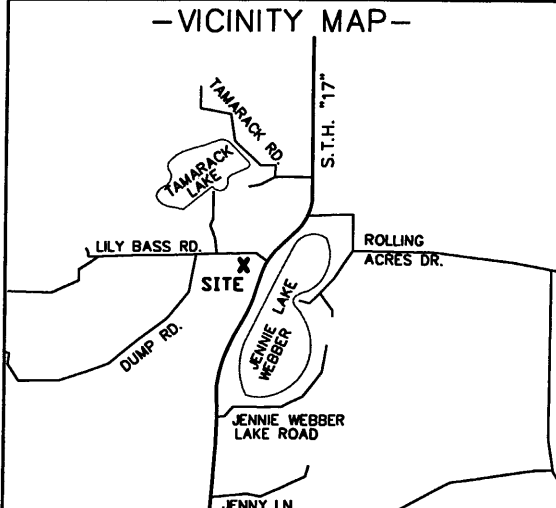 -VICINITY MAP-
TAMARACK RD.
S.T.H. "17"
TAMARACK
LAKE
LILY BASS RD.
ROLLING
ACRES DR.
X
SITE
JENNIE LAKE
WEBBER
DUMP RD.
JENNIE WEBBER
LAKE ROAD
JENNY LN.